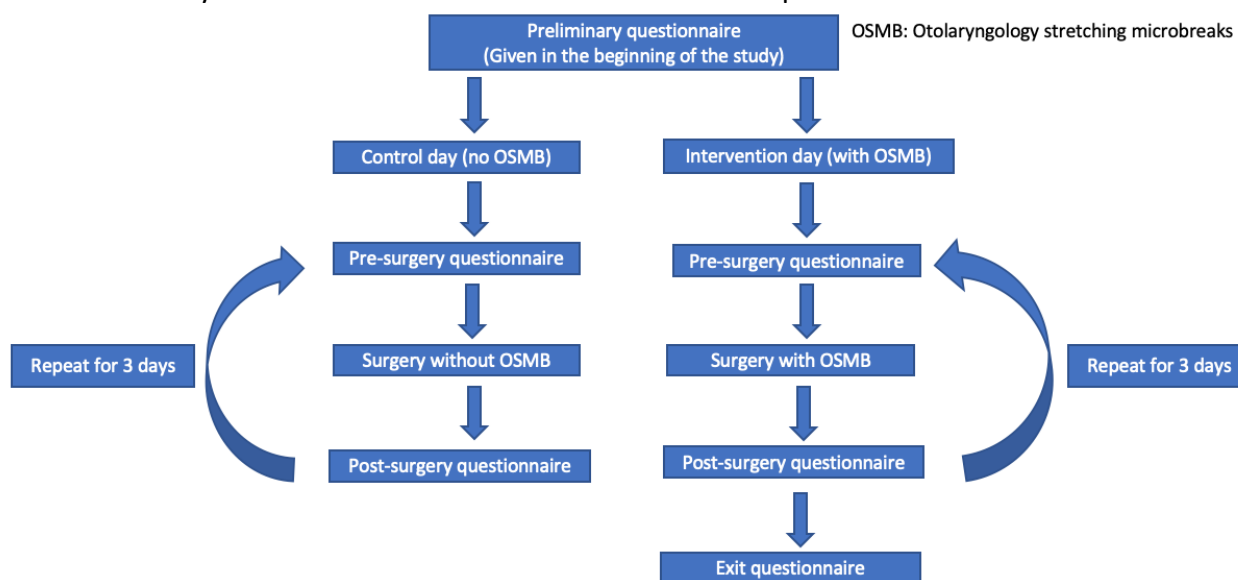 Preliminary questionnaire
(Given in the beginning of the study)
OSMB: Otolaryngology stretching microbreaks
Control day (no OSMB)
Intervention day (with OSMB)
Pre-surgery questionnaire
Pre-surgery questionnaire
Repeat for 3 days
Surgery without OSMB
Surgery with OSMB
Repeat for 3 days
Post-surgery questionnaire
Post-surgery questionnaire
Exit questionnaire